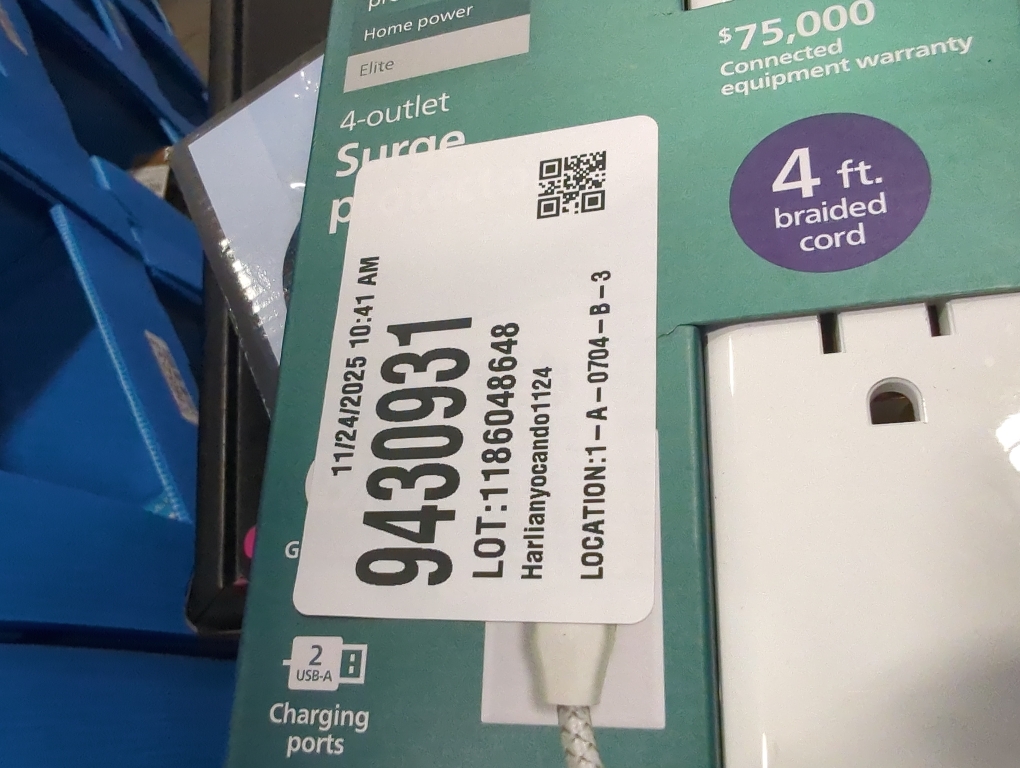 Home power
Elite
4-outlet
Surge
$75,000
Connected
equipment warranty
4 ft.
braided
cord
11/24/2025 10:41 AM
9430931
LOT:1186048648
Harlianyocando1124
LOCATION:1-A-0704-B-3
G
2
USB-A
Charging
ports